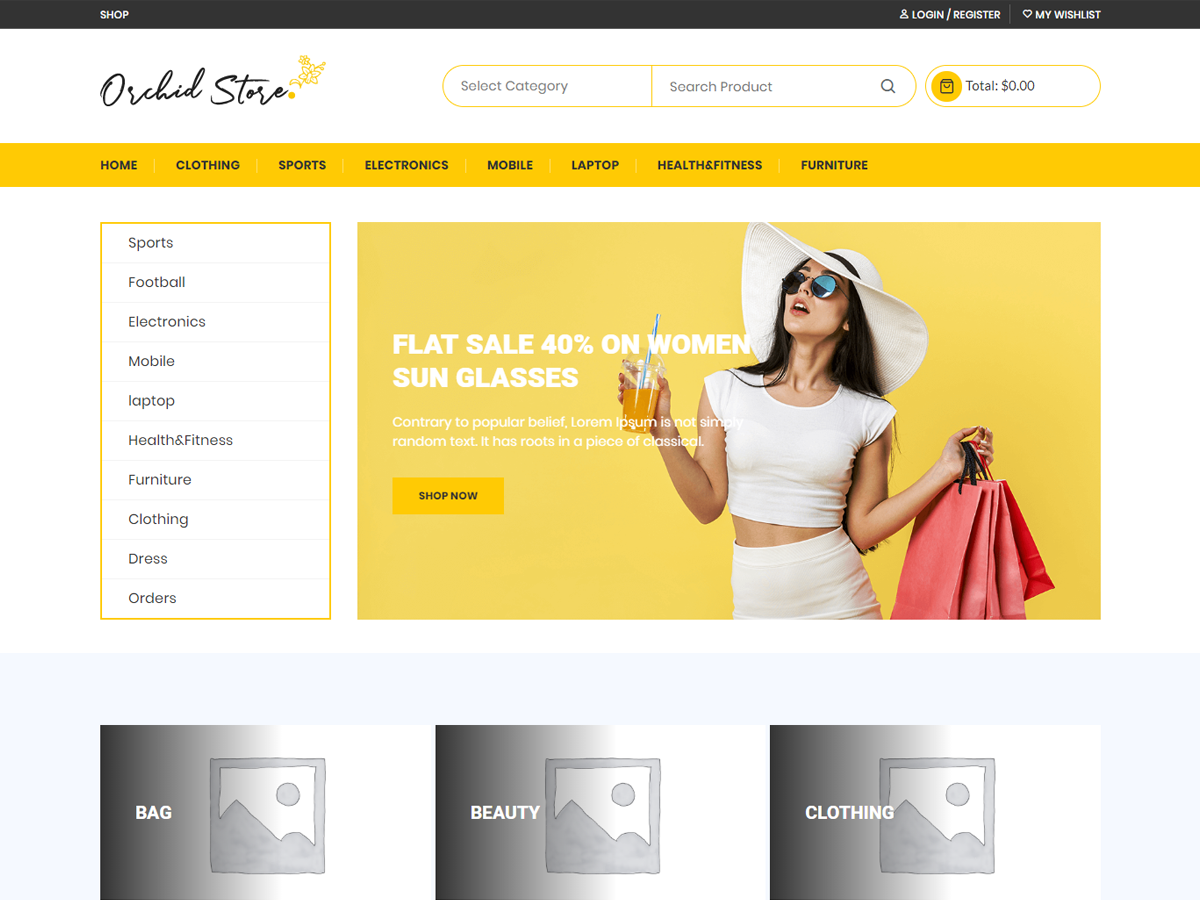 SHOP
LOGIN / REGISTER
MY WISHLIST
Orchid Store
Select Category
Search Product
Total: $0.00
HOME
CLOTHING
SPORTS
ELECTRONICS
MOBILE
LAPTOP
HEALTH&FITNESS
FURNITURE
Sports
Football
Electronics
Mobile
laptop
Health&Fitness
Furniture
Clothing
Dress
Orders
FLAT SALE 40% ON WOMEN
SUN GLASSES
Contrary to popular belief, Lorem Ipsum is not simply
random text. It has roots in a piece of classical.
SHOP NOW
BAG
BEAUTY
CLOTHING